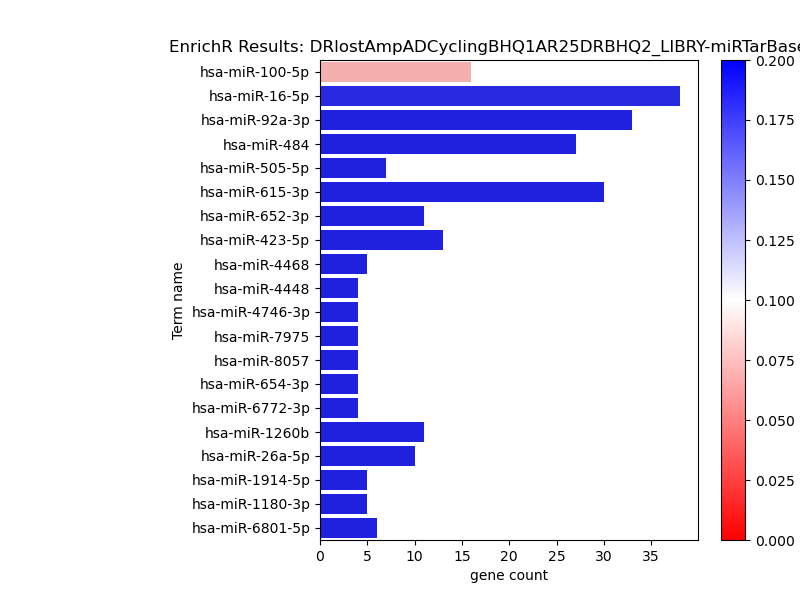 EnrichR Results: DRlostAmpADCyclingBHQ1AR25DRBHQ2_LIBRY-miRTarBase
hsa-miR-100-5p
hsa-miR-16-5p
hsa-miR-92a-3p
hsa-miR-484
hsa-miR-505-5p
hsa-miR-615-3p
hsa-miR-652-3p
hsa-miR-423-5p
hsa-miR-4468
hsa-miR-4448
hsa-miR-4746-3p
hsa-miR-7975
hsa-miR-8057
hsa-miR-654-3p
hsa-miR-6772-3p
hsa-miR-1260b
hsa-miR-26a-5p
hsa-miR-1914-5p
hsa-miR-1180-3p
hsa-miR-6801-5p
Term name
0 5 10 15 20 25 30 35
gene count
0.200
0.175
0.150
0.125
0.100
0.075
0.050
0.025
0.000